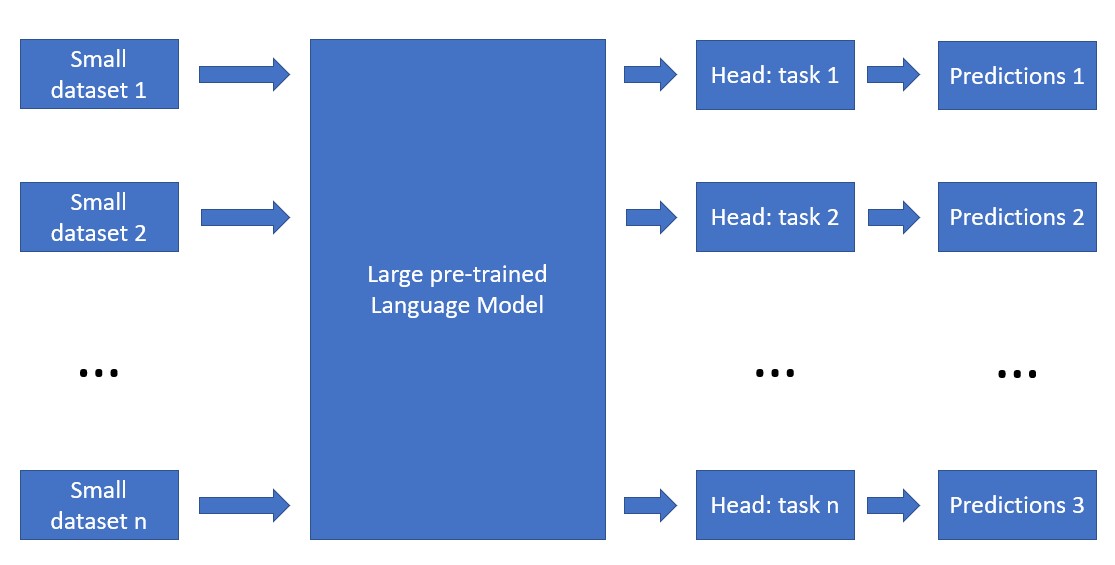 Small
dataset 1
Head: task 1
Predictions 1
Small
dataset 2
Head: task 2
Predictions 2
Large pre-trained
Language Model
...
...
...
Small
dataset n
Head: task n
Predictions 3